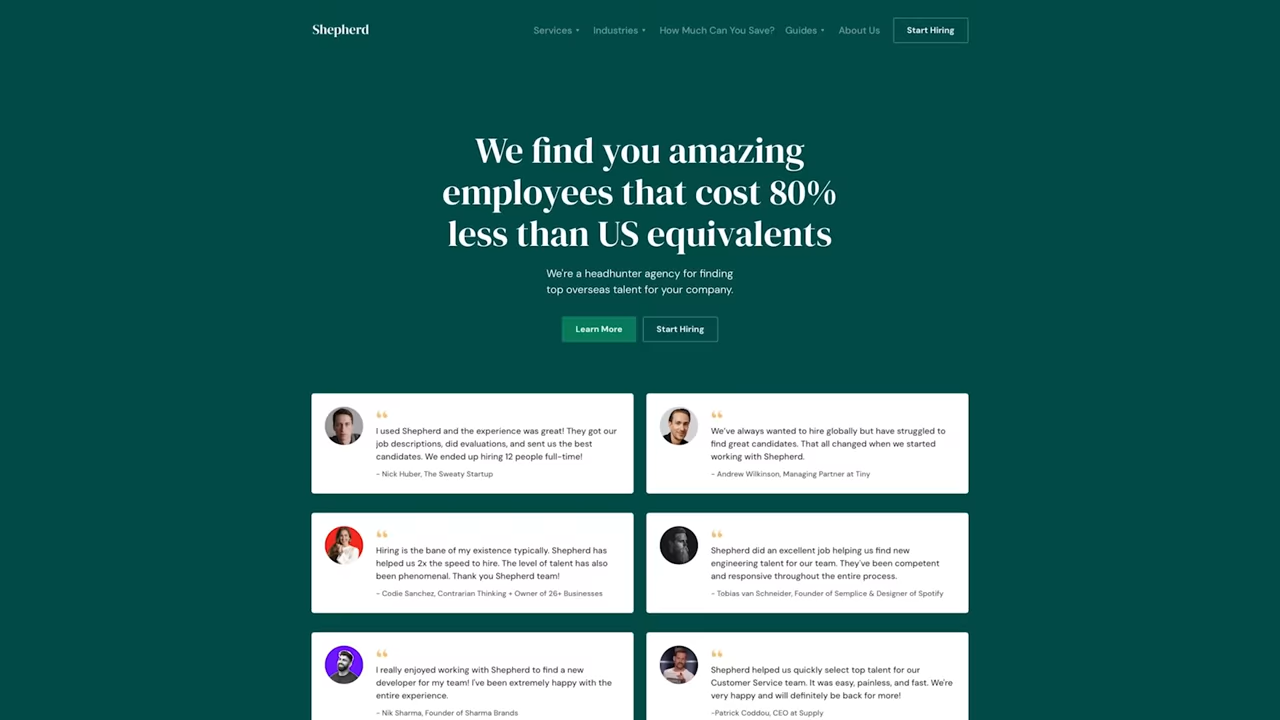 Shepherd
Services
Industries
How Much Can You Save?
Guides
About Us
Start Hiring
We find you amazing
employees that cost 80%
less than US equivalents
We're a headhunter agency for finding
top overseas talent for your company.
Learn More
Start Hiring
“
I used Shepherd and the experience was great! They got our
job descriptions, did evaluations, and sent us the best
candidates. We ended up hiring 12 people full-time!
- Nick Huber, The Sweaty Startup
“
We've always wanted to hire globally but have struggled to
find great candidates. That all changed when we started
working with Shepherd.
- Andrew Wilkinson, Managing Partner at Tiny
“
Hiring is the bane of my existence typically. Shepherd has
helped us 2x the speed to hire. The level of talent has also
been phenomenal. Thank you Shepherd team!
- Codie Sanchez, Contrarian Thinking + Owner of 26+ Businesses
“
Shepherd did an excellent job helping us find new
engineering talent for our team. They've been competent
and responsive throughout the entire process.
- Tobias van Schneider, Founder of Semplice & Designer of Spotify
“
I really enjoyed working with Shepherd to find a new
developer for my team! I've been extremely happy with the
entire experience.
- Nik Sharma, Founder of Sharma Brands
“
Shepherd helped us quickly select top talent for our
Customer Service team. It was easy, painless, and fast. We're
very happy and will definitely be back for more!
-Patrick Coddou, CEO at Supply